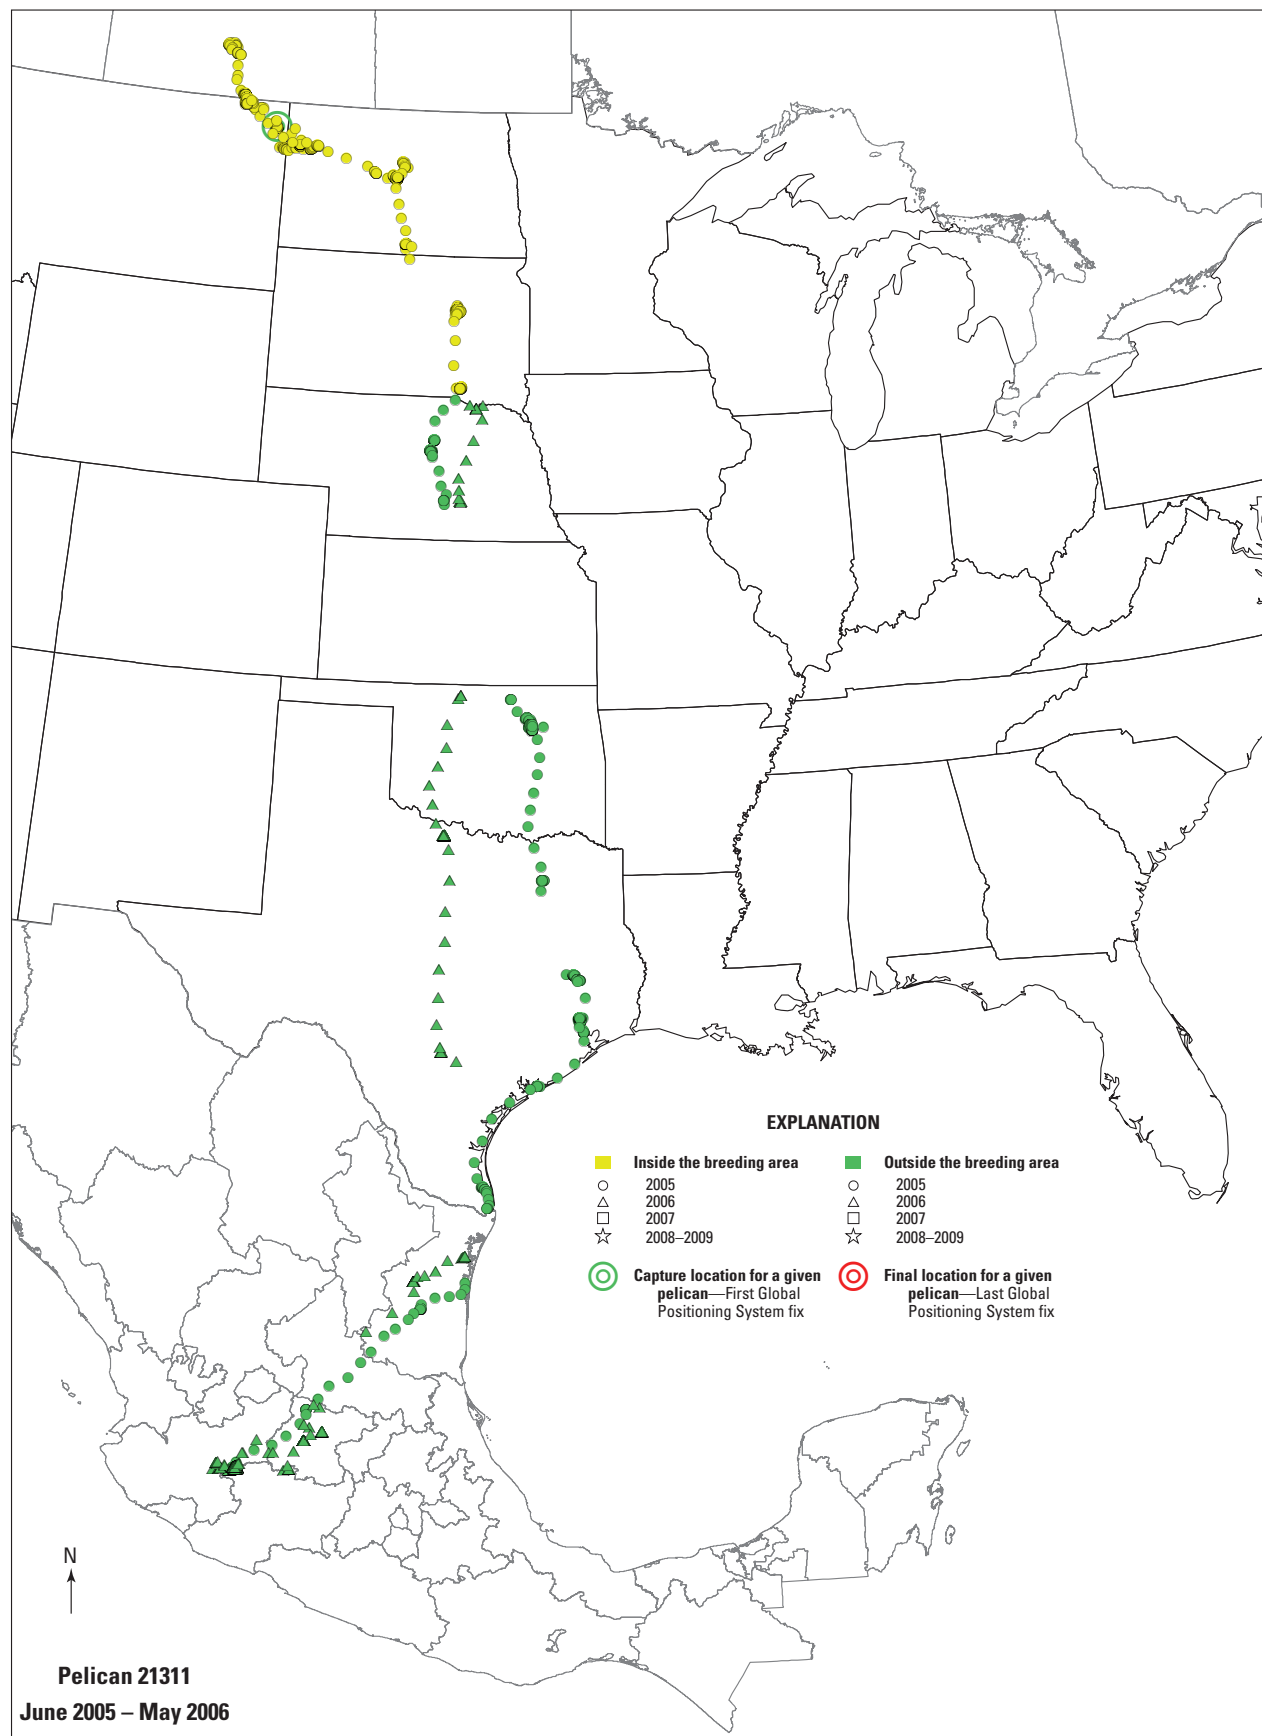 EXPLANATION
Inside the breeding area
2005
2006
2007
2008–2009
Capture location for a given
pelican—First Global
Positioning System fix
Outside the breeding area
2005
2006
2007
2008–2009
Final location for a given
pelican—Last Global
Positioning System fix
N
Pelican 21311
June 2005 – May 2006